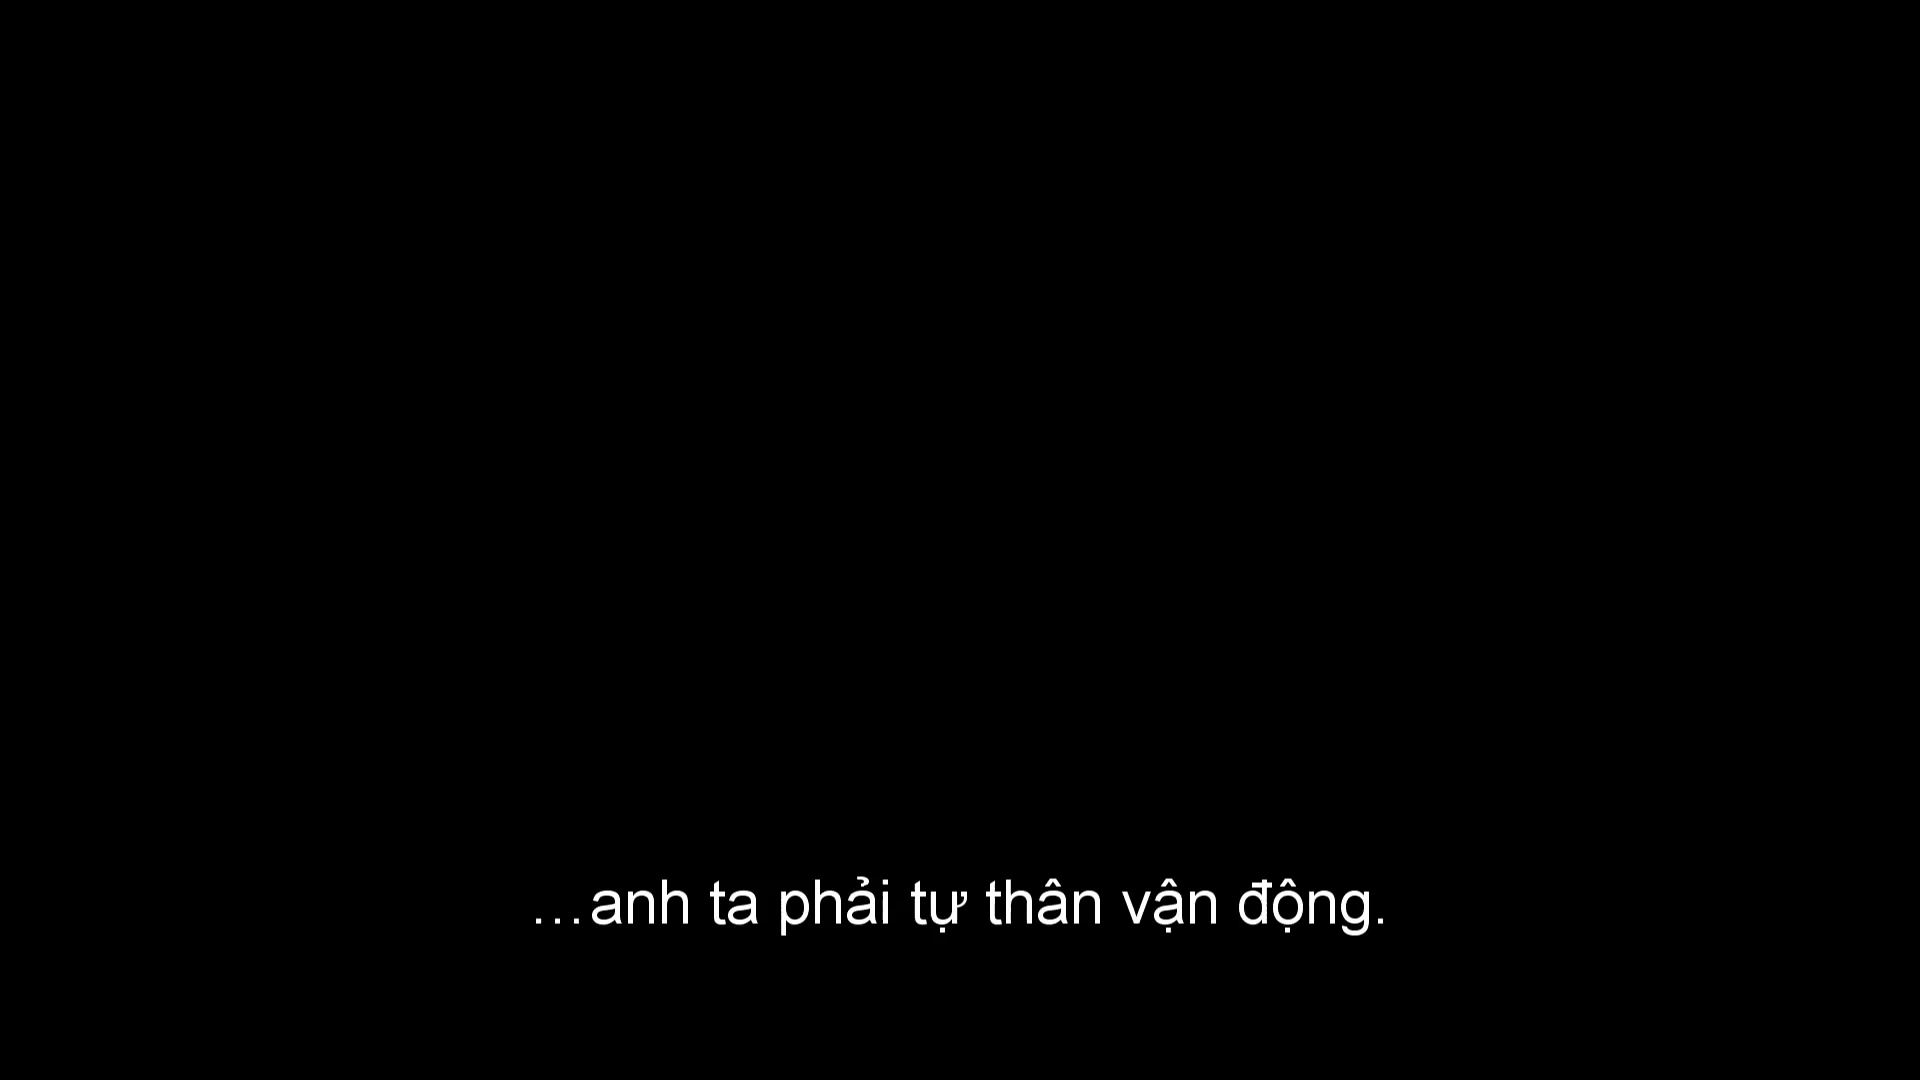 …anh ta phải tự thân vận động.